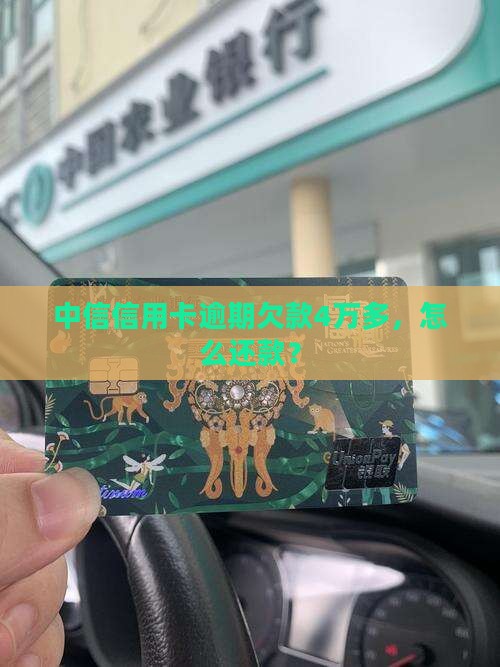 中国农业银行
中信信用卡逾期欠款4万多，怎
么还款？
UnionPay
银联